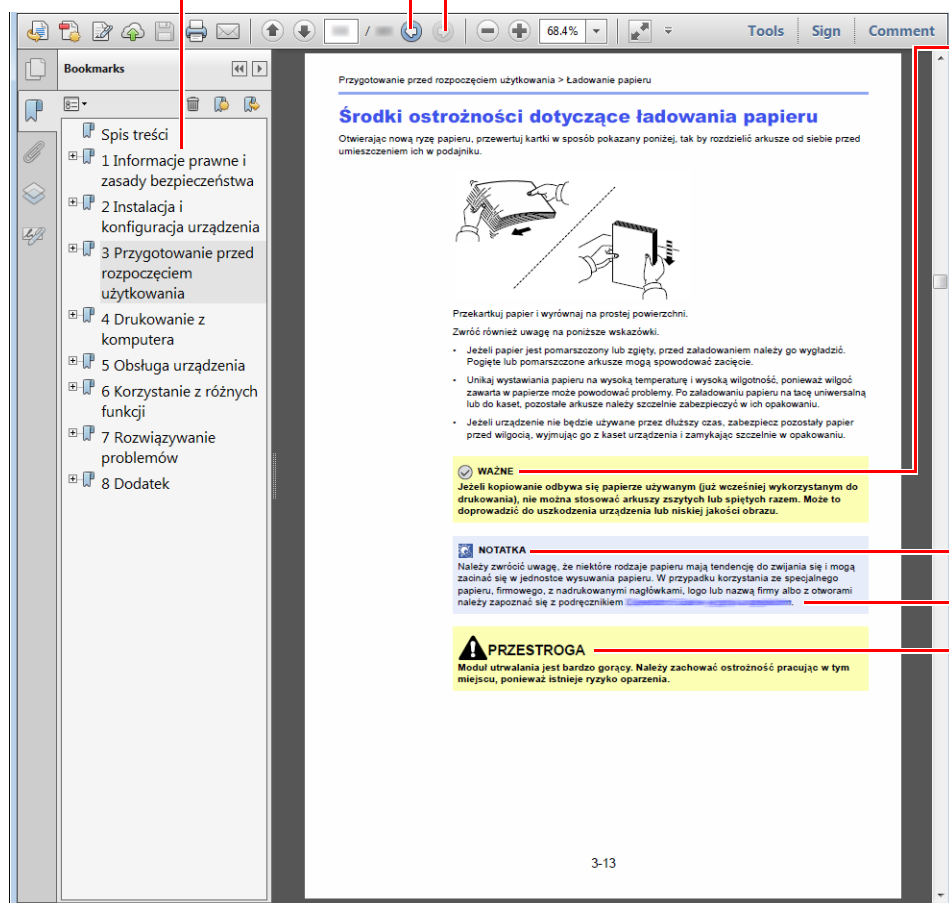 /
68.4%
Tools
Sign
Comment
Bookmarks
Spis treści
1 Informacje prawne i
zasady bezpieczeństwa
2 Instalacja i
konfiguracja urządzenia
3 Przygotowanie przed
rozpoczęciem
użytkowania
4 Drukowanie z
komputera
5 Obsługa urządzenia
6 Korzystanie z różnych
funkcji
7 Rozwiązywanie
problemów
8 Dodatek
Przygotowanie przed rozpoczęciem użytkowania > Ładowanie papieru
Środki ostrożności dotyczące ładowania papieru
Otwierając nową ryzę papieru, przewertuj kartki w sposób pokazany poniżej, tak by rozdzielić arkusze od siebie przed
umieszczeniem ich w podajniku.
Przekartkuj papier i wyrównaj na prostej powierzchni.
Zwróć również uwagę na poniższe wskazówki.
• Jeżeli papier jest pomarszczony lub zgięty, przed załadowaniem należy go wygładzić.
Pogięte lub pomarszczone arkusze mogą spowodować zacięcie.
• Unikaj wystawiania papieru na wysoką temperaturę i wysoką wilgotność, ponieważ wilgoć
zawarta w papierze może powodować problemy. Po załadowaniu papieru na tacę uniwersalną
lub do kaset, pozostałe arkusze należy szczelnie zabezpieczyć w ich opakowaniu.
• Jeżeli urządzenie nie będzie używane przez dłuższy czas, zabezpiecz pozostały papier
przed wilgocią, wyjmując go z kaset urządzenia i zamykając szczelnie w opakowaniu.
WAŻNE
Jeżeli kopiowanie odbywa się papierze używanym (już wcześniej wykorzystanym do
drukowania), nie można stosować arkuszy zszytych lub spiętych razem. Może to
doprowadzić do uszkodzenia urządzenia lub niskiej jakości obrazu.
NOTATKA
Należy zwrócić uwagę, że niektóre rodzaje papieru mają tendencję do zwijania się i mogą
zacinać się w jednostce wysuwania papieru. W przypadku korzystania ze specjalnego
papieru, firmowego, z nadrukowanymi nagłówkami, logo lub nazwą firmy albo z otworami
należy zapoznać się z podręcznikiem .
PRZESTROGA
Moduł utrwalania jest bardzo gorący. Należy zachować ostrożność pracując w tym
miejscu, ponieważ istnieje ryzyko oparzenia.
3-13